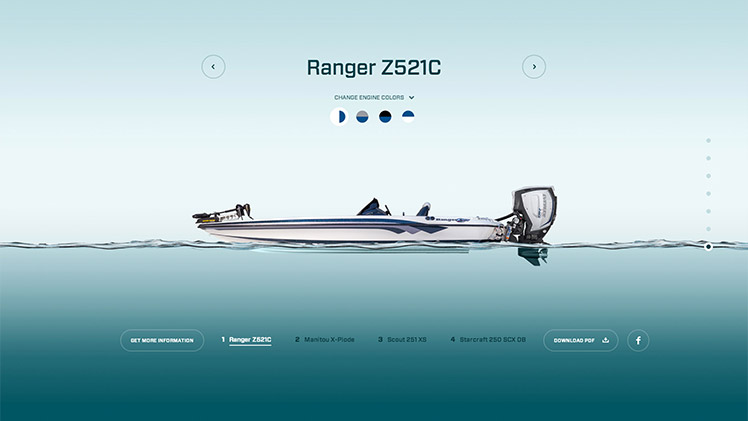 Ranger Z521C
CHANGE ENGINE COLORS
Ranger
GET MORE INFORMATION
1 Ranger Z521C
2 Manitou X-Plode
3 Scout 251 XS
4 Starcraft 250 SCX OB
DOWNLOAD PDF
f